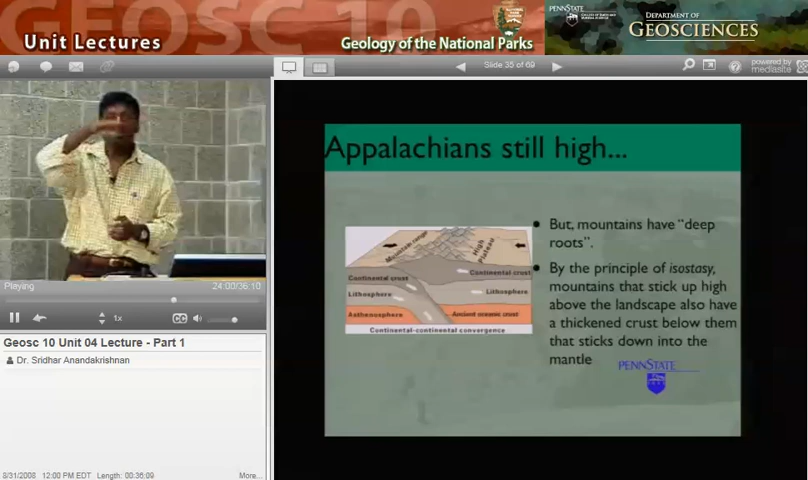 GEOSC 10
Unit Lectures
Geology of the National Parks
PENNSTATE
DEPARTMENT OF
GEOSCIENCES
Slide 35 of 69
powered by
mediasite
Playing
24:00/36:10
1x
CC
Geosc 10 Unit 04 Lecture - Part 1
Dr. Sridhar Anandakrishnan
8/31/2008 12:00 PM EDT Length: 00:36:09
More...
Appalachians still high...
Mountain range
High Plateau
Continental crust
Continental crust
Lithosphere
Lithosphere
Asthenosphere
Ancient oceanic crust
Continental-continental convergence
• But, mountains have "deep
roots".
• By the principle of isostasy,
mountains that stick up high
above the landscape also have
a thickened crust below them
that sticks down into the
mantle
PENNSTATE